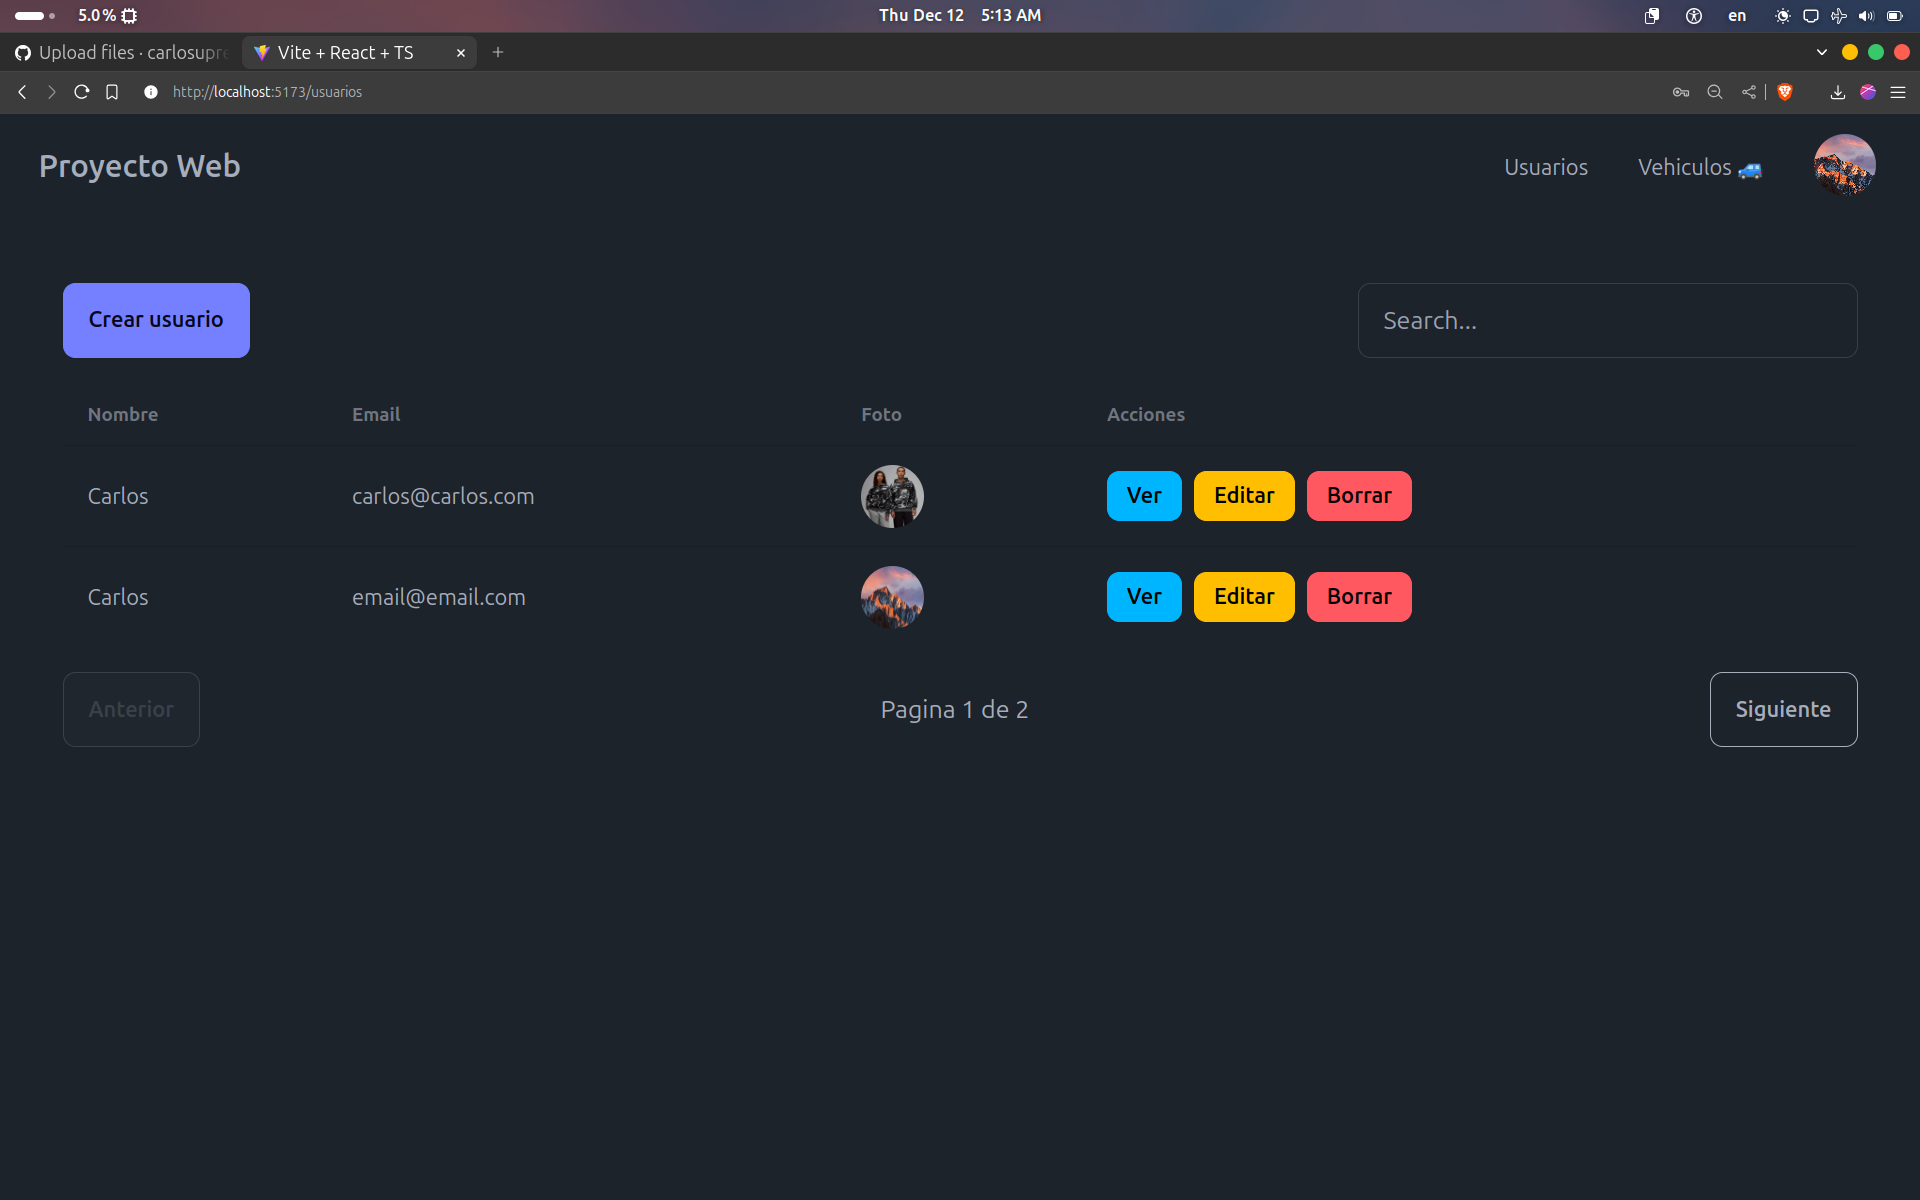 5.0% Thu Dec 12 5:13 AM en
Upload files · carlosupre Vite + React + TS
http://localhost:5173/usuarios
Proyecto Web Usuarios Vehiculos 🚙
Crear usuario Search...
Nombre Email Foto Acciones
Carlos carlos@carlos.com Ver Editar Borrar
Carlos email@email.com Ver Editar Borrar
Anterior Pagina 1 de 2 Siguiente